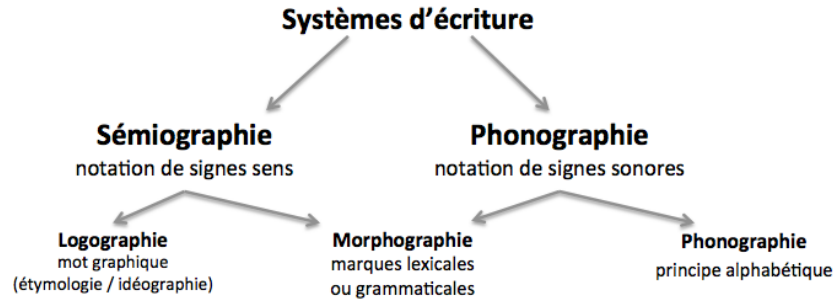 Systèmes d'écriture
Sémiographie
notation de signes sens
Phonographie
notation de signes sonores
Logographie
mot graphique
(étymologie / idéographie)
Morphographie
marques lexicales
ou grammaticales
Phonographie
principe alphabétique